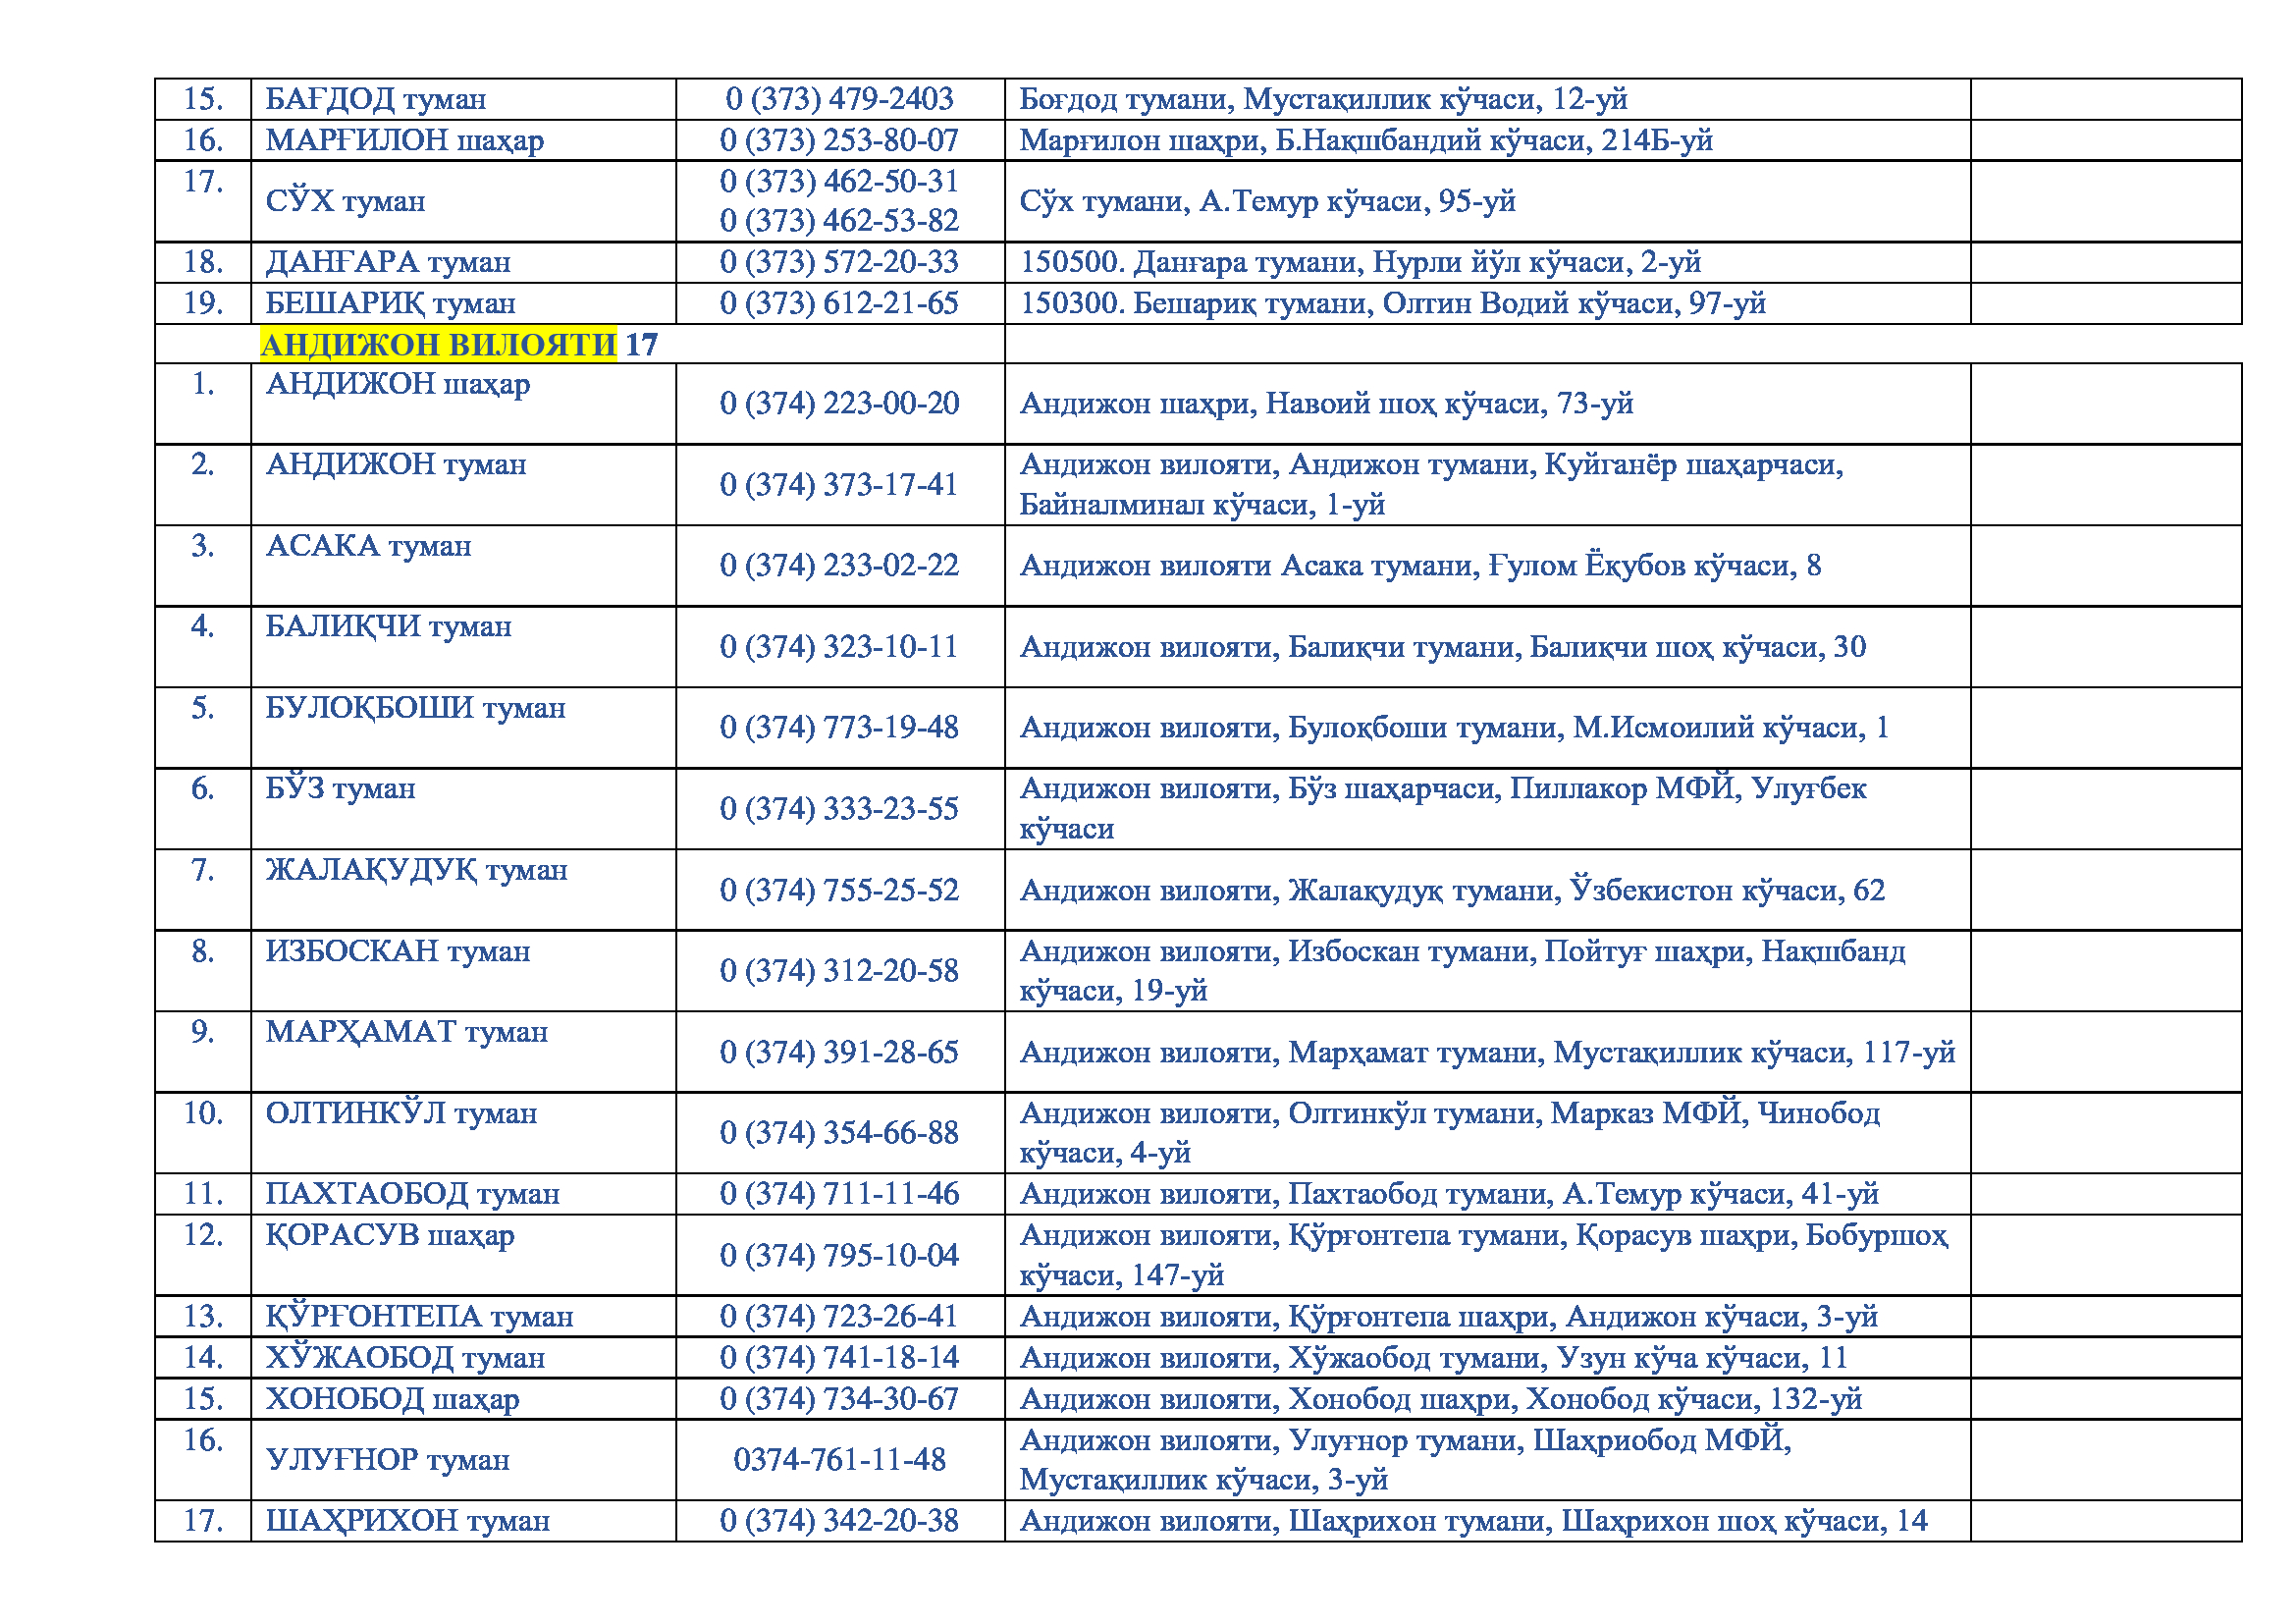 15. БАҒДОД туман 0 (373) 479-2403 Боғдод тумани, Мустақиллик кўчаси, 12-уй
16. МАРҒИЛОН шаҳар 0 (373) 253-80-07 Марғилон шаҳри, Б.Нақшбандий кўчаси, 214Б-уй
17. СЎХ туман 0 (373) 462-50-31
0 (373) 462-53-82 Сўх тумани, А.Темур кўчаси, 95-уй
18. ДАНҒАРА туман 0 (373) 572-20-33 150500. Данғара тумани, Нурли йўл кўчаси, 2-уй
19. БЕШАРИҚ туман 0 (373) 612-21-65 150300. Бешариқ тумани, Олтин Водий кўчаси, 97-уй
АНДИЖОН ВИЛОЯТИ 17
1. АНДИЖОН шаҳар 0 (374) 223-00-20 Андижон шаҳри, Навоий шоҳ кўчаси, 73-уй
2. АНДИЖОН туман 0 (374) 373-17-41 Андижон вилояти, Андижон тумани, Куйганёр шаҳарчаси,
Байналминал кўчаси, 1-уй
3. АСАКА туман 0 (374) 233-02-22 Андижон вилояти Асака тумани, Ғулом Ёқубов кўчаси, 8
4. БАЛИҚЧИ туман 0 (374) 323-10-11 Андижон вилояти, Балиқчи тумани, Балиқчи шоҳ кўчаси, 30
5. БУЛОҚБОШИ туман 0 (374) 773-19-48 Андижон вилояти, Булоқбоши тумани, М.Исмоилий кўчаси, 1
6. БЎЗ туман 0 (374) 333-23-55 Андижон вилояти, Бўз шаҳарчаси, Пиллакор МФЙ, Улуғбек
кўчаси
7. ЖАЛАҚУДУҚ туман 0 (374) 755-25-52 Андижон вилояти, Жалақудуқ тумани, Ўзбекистон кўчаси, 62
8. ИЗБОСКАН туман 0 (374) 312-20-58 Андижон вилояти, Избоскан тумани, Пойтуғ шаҳри, Нақшбанд
кўчаси, 19-уй
9. МАРҲАМАТ туман 0 (374) 391-28-65 Андижон вилояти, Марҳамат тумани, Мустақиллик кўчаси, 117-уй
10. ОЛТИНКЎЛ туман 0 (374) 354-66-88 Андижон вилояти, Олтинкўл тумани, Марказ МФЙ, Чинобод
кўчаси, 4-уй
11. ПАХТАОБОД туман 0 (374) 711-11-46 Андижон вилояти, Пахтаобод тумани, А.Темур кўчаси, 41-уй
12. ҚОРАСУВ шаҳар 0 (374) 795-10-04 Андижон вилояти, Қўрғонтепа тумани, Қорасув шаҳри, Бобуршоҳ
кўчаси, 147-уй
13. ҚЎРҒОНТЕПА туман 0 (374) 723-26-41 Андижон вилояти, Қўрғонтепа шаҳри, Андижон кўчаси, 3-уй
14. ХЎЖАОБОД туман 0 (374) 741-18-14 Андижон вилояти, Хўжаобод тумани, Узун кўча кўчаси, 11
15. ХОНОБОД шаҳар 0 (374) 734-30-67 Андижон вилояти, Хонобод шаҳри, Хонобод кўчаси, 132-уй
16. УЛУҒНОР туман 0374-761-11-48 Андижон вилояти, Улуғнор тумани, Шаҳриобод МФЙ,
Мустақиллик кўчаси, 3-уй
17. ШАҲРИХОН туман 0 (374) 342-20-38 Андижон вилояти, Шаҳрихон тумани, Шаҳрихон шоҳ кўчаси, 14